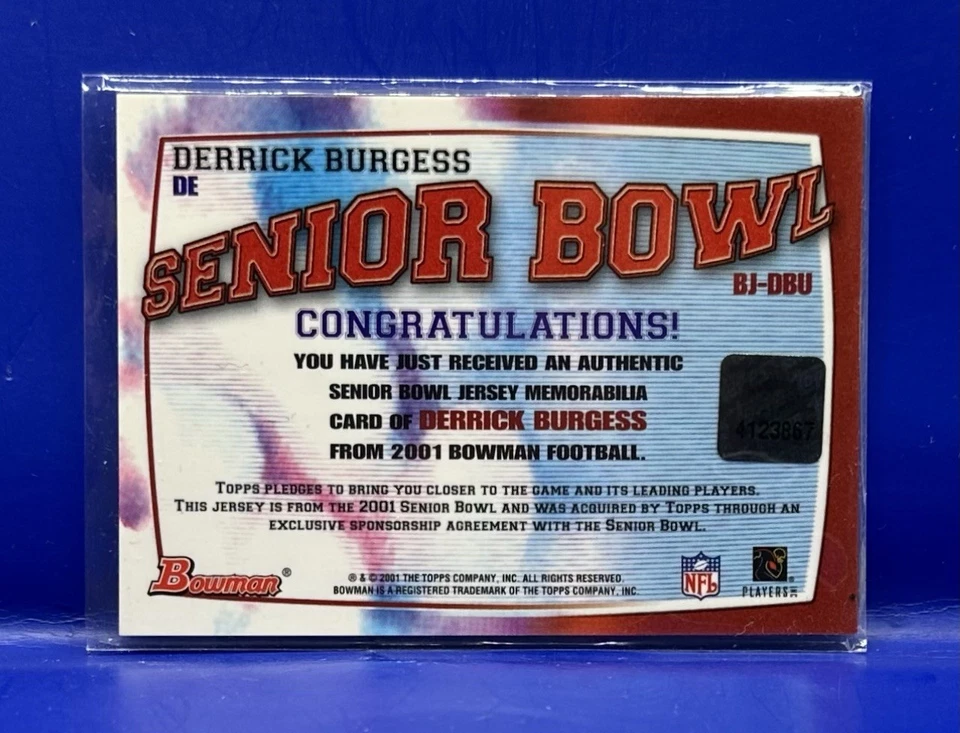 DERRICK BURGESS
DE
SENIOR BOWL
BJ-DBU
CONGRATULATIONS!
YOU HAVE JUST RECEIVED AN AUTHENTIC
SENIOR BOWL JERSEY MEMORABILIA
CARD OF DERRICK BURGESS
FROM 2001 BOWMAN FOOTBALL.
4123867
TOPPS PLEDGES TO BRING YOU CLOSER TO THE GAME AND ITS LEADING PLAYERS.
THIS JERSEY IS FROM THE 2001 SENIOR BOWL AND WAS ACQUIRED BY TOPPS THROUGH AN
EXCLUSIVE SPONSORSHIP AGREEMENT WITH THE SENIOR BOWL.
Bowman®
® & © 2001 THE TOPPS COMPANY, INC. ALL RIGHTS RESERVED.
BOWMAN IS A REGISTERED TRADEMARK OF THE TOPPS COMPANY, INC.
NFL
PLAYERS INC